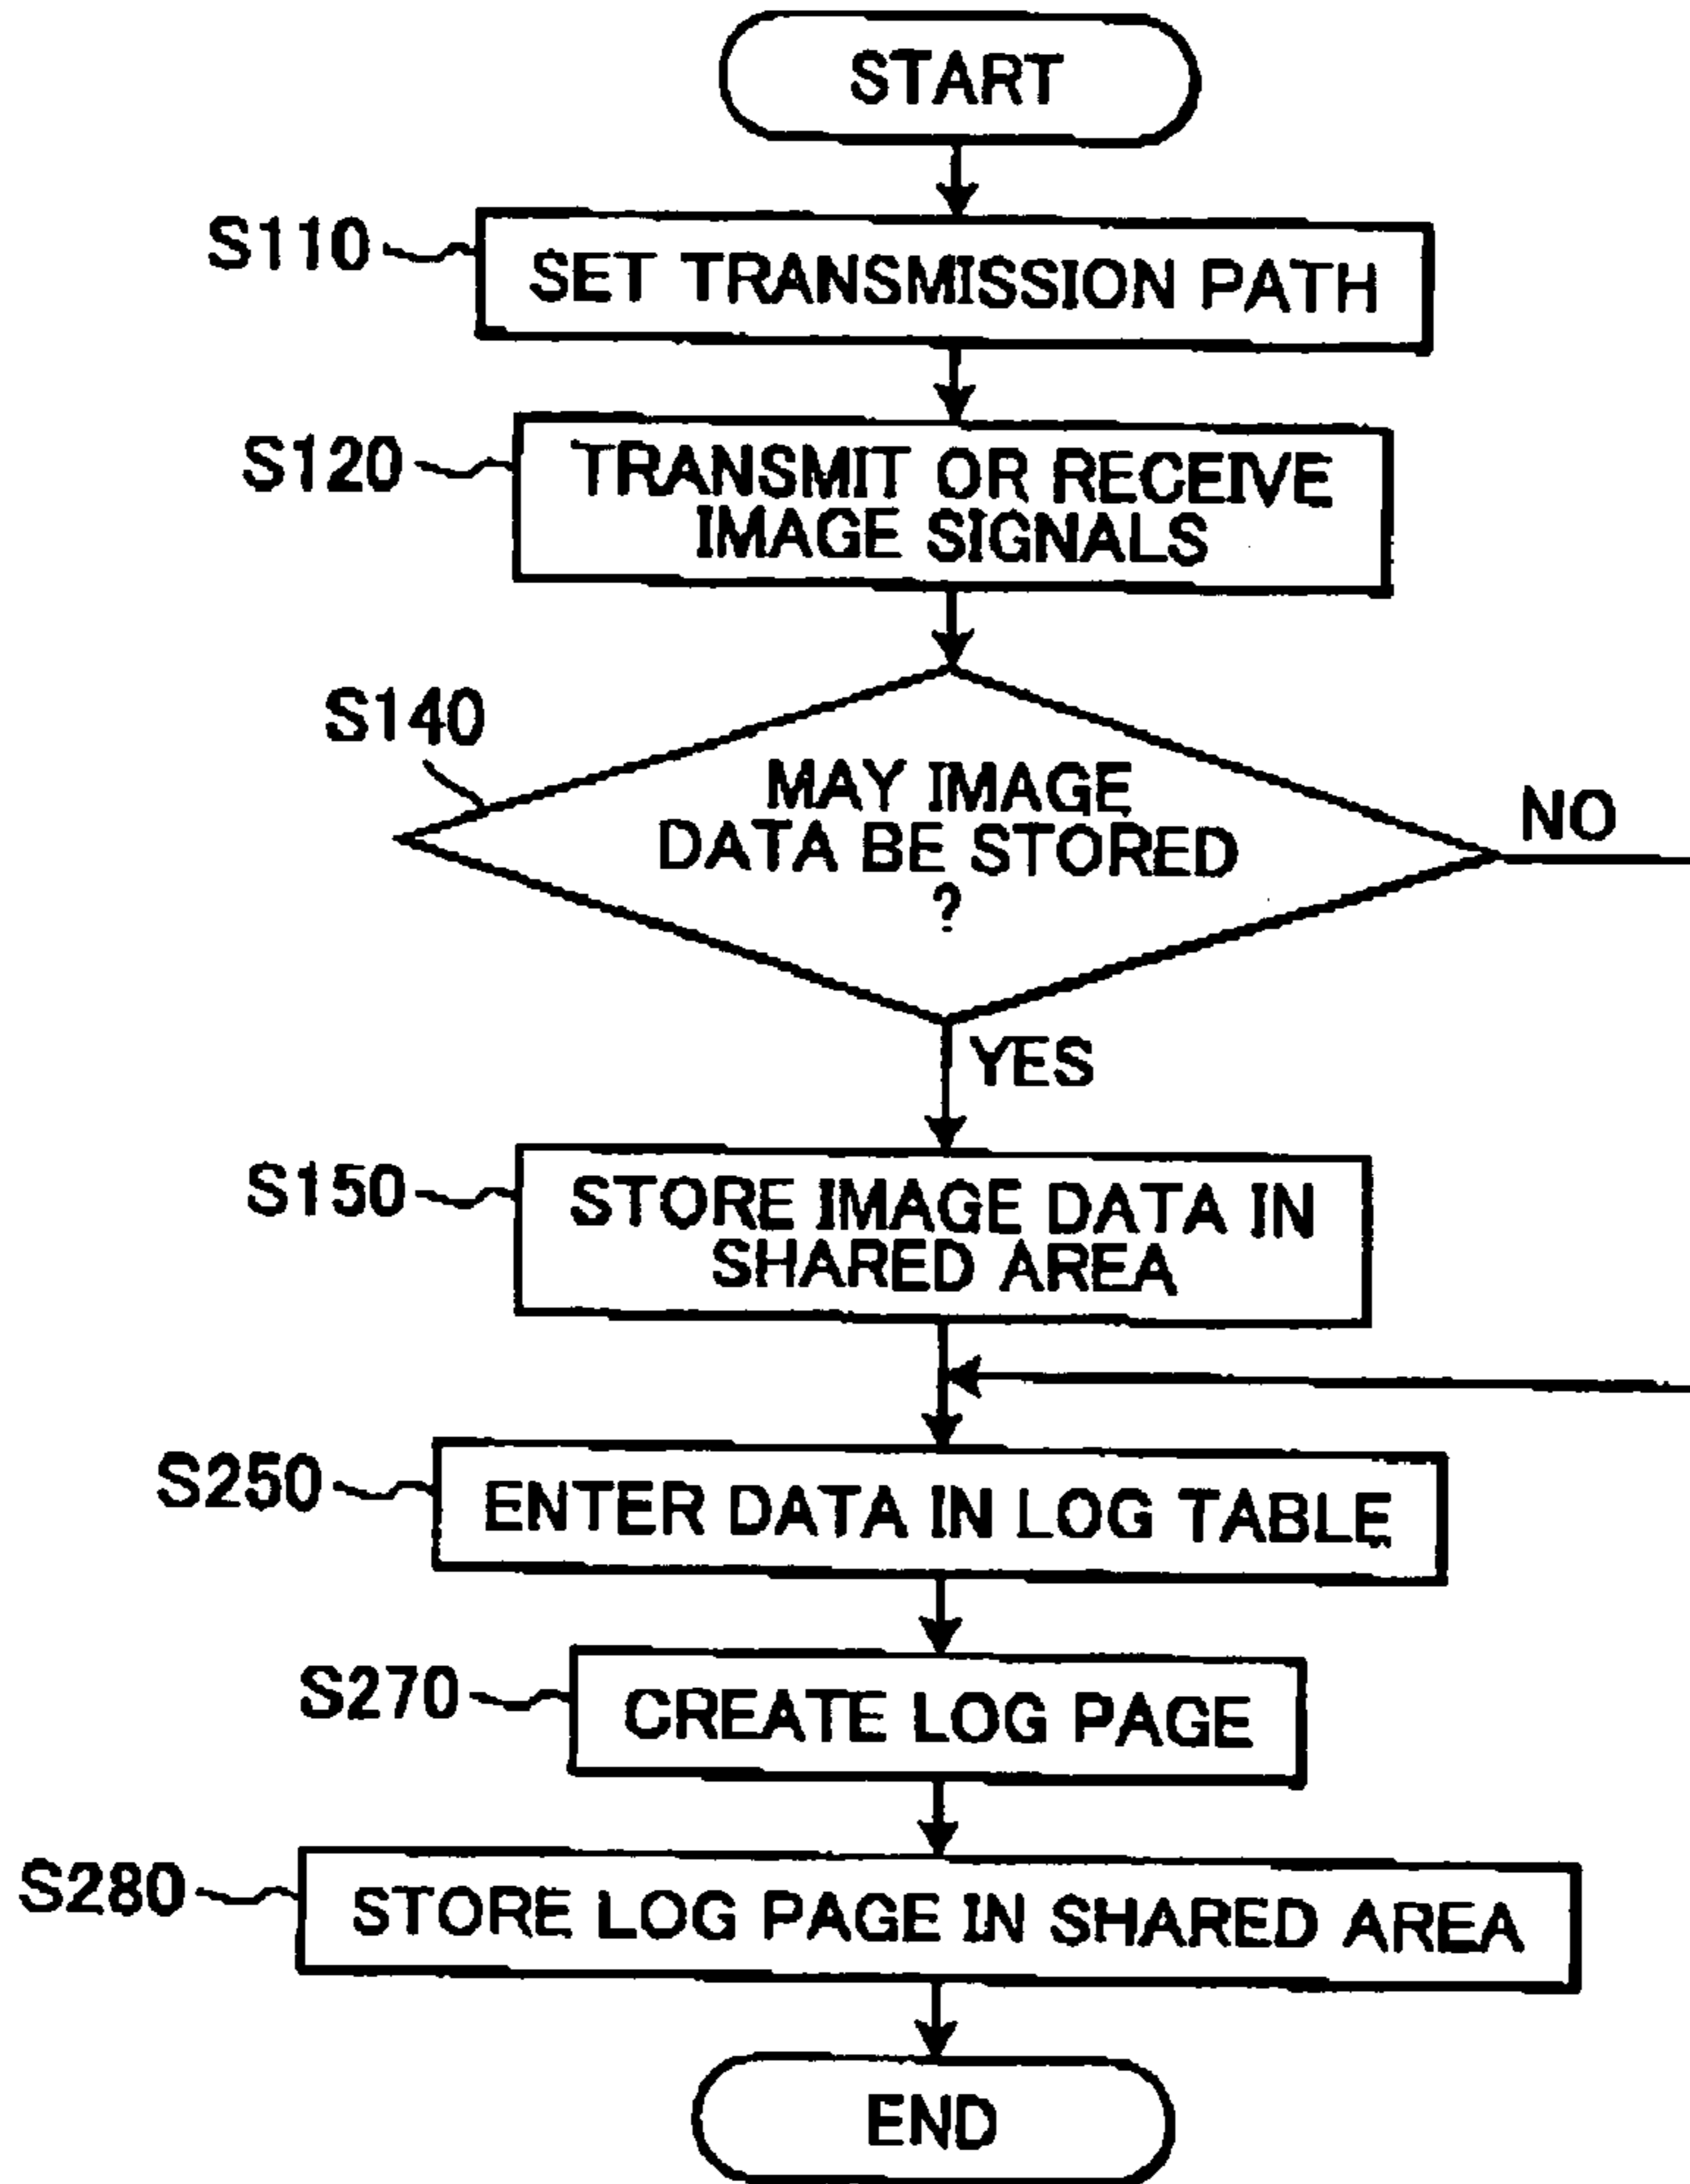 START
S110
SET TRANSMISSION PATH
S120
TRANSMIT OR RECEIVE
IMAGE SIGNALS
S140
MAY IMAGE
DATA BE STORED
?
NO
YES
S150
STORE IMAGE DATA IN
SHARED AREA
S250
ENTER DATA IN LOG TABLE
S270
CREATE LOG PAGE
S280
STORE LOG PAGE IN SHARED AREA
END